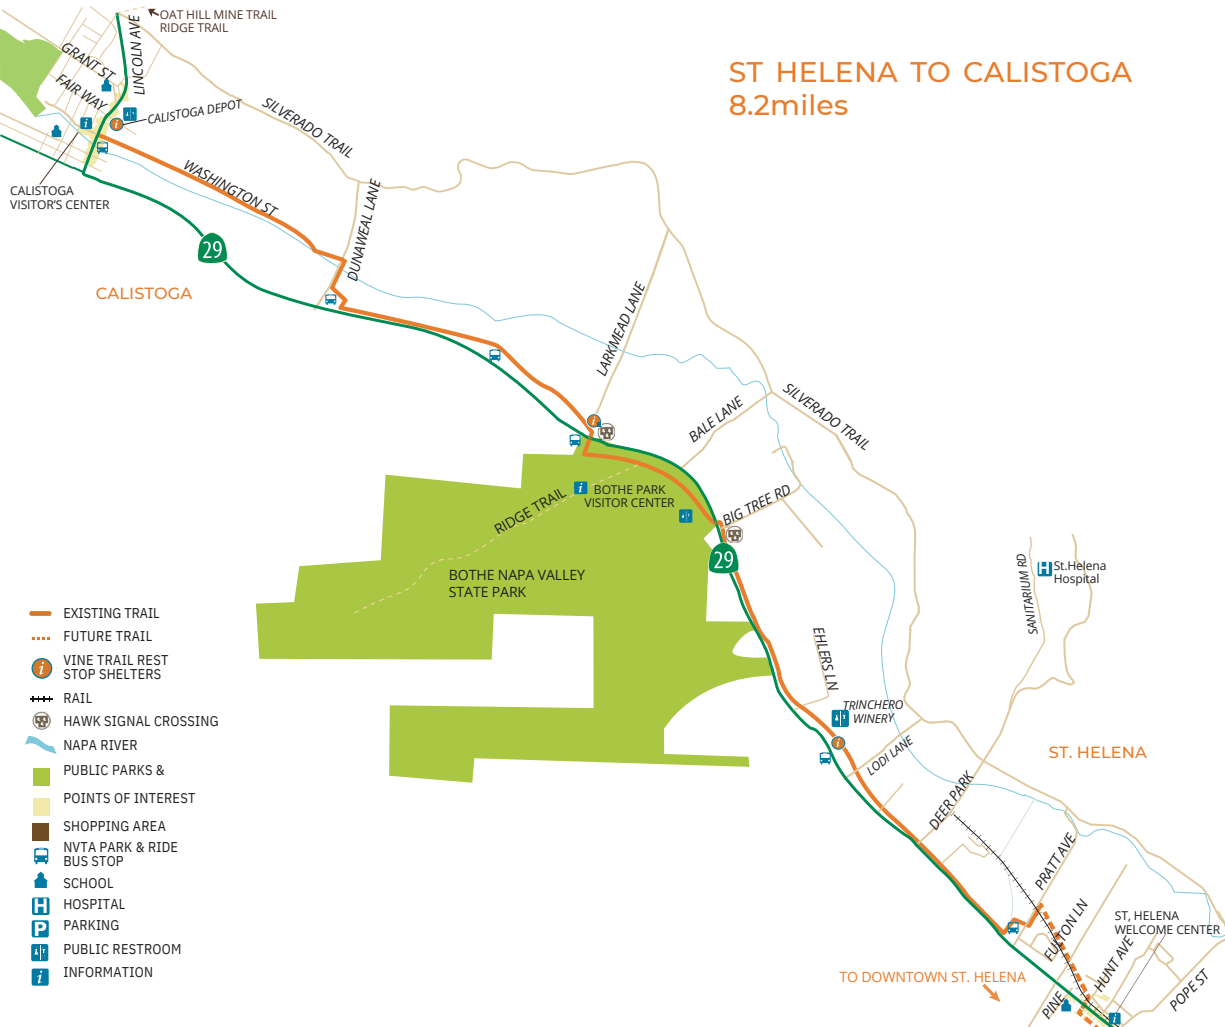 OAT HILL MINE TRAIL
RIDGE TRAIL
LINCOLN AVE
GRANT ST
FAIR WAY
CALISTOGA DEPOT
SILVERADO TRAIL
ST HELENA TO CALISTOGA
8.2miles
WASHINGTON ST
CALISTOGA
VISITOR'S CENTER
DUNAWEAL LANE
29
CALISTOGA
LARKMEAD LANE
BALE LANE
SILVERADO TRAIL
RIDGE TRAIL
BOTHE PARK
VISITOR CENTER
BIG TREE RD
29
BOTHE NAPA VALLEY
STATE PARK
SANITARIUM RD
H
St.Helena
Hospital
EHLERS LN
TRINCHERO
WINERY
LODI LANE
ST. HELENA
DEER PARK
PRATT AVE
FULTON LN
HUNT AVE
ST, HELENA
WELCOME CENTER
TO DOWNTOWN ST. HELENA
PINE
POPE ST
EXISTING TRAIL
FUTURE TRAIL
i
VINE TRAIL REST
STOP SHELTERS
RAIL
HAWK SIGNAL CROSSING
NAPA RIVER
PUBLIC PARKS &
POINTS OF INTEREST
SHOPPING AREA
NVTA PARK & RIDE
BUS STOP
SCHOOL
H HOSPITAL
P PARKING
PUBLIC RESTROOM
i INFORMATION